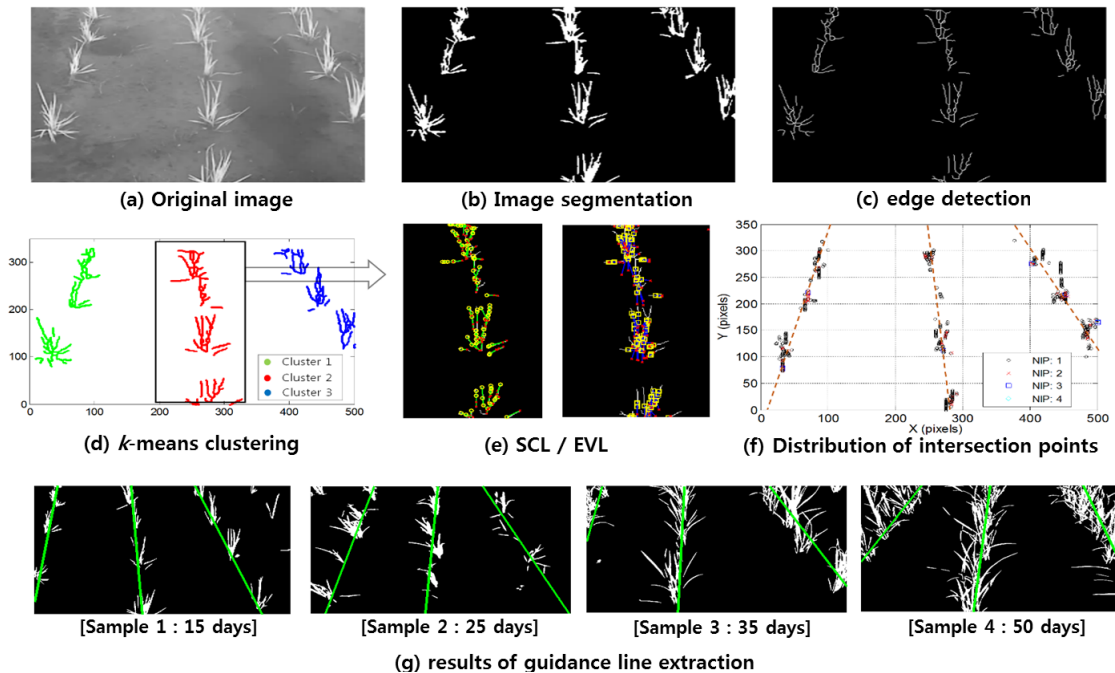 (a) Original image
(b) Image segmentation
(c) edge detection
300
200
100
0
0 100 200 300 400 500
Cluster 1
Cluster 2
Cluster 3
(d) k-means clustering
(e) SCL / EVL
Y (pixels)
350
300
250
200
150
100
50
0
0 100 200 300 400 500
X (pixels)
NIP: 1
NIP: 2
NIP: 3
NIP: 4
(f) Distribution of intersection points
[Sample 1 : 15 days]
[Sample 2 : 25 days]
[Sample 3 : 35 days]
[Sample 4 : 50 days]
(g) results of guidance line extraction